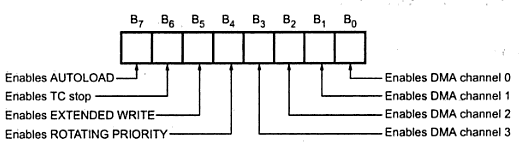 B7 B6 B5 B4 B3 B2 B1 B0
Enables AUTOLOAD Enables DMA channel 0
Enables TC stop Enables DMA channel 1
Enables EXTENDED WRITE Enables DMA channel 2
Enables ROTATING PRIORITY Enables DMA channel 3